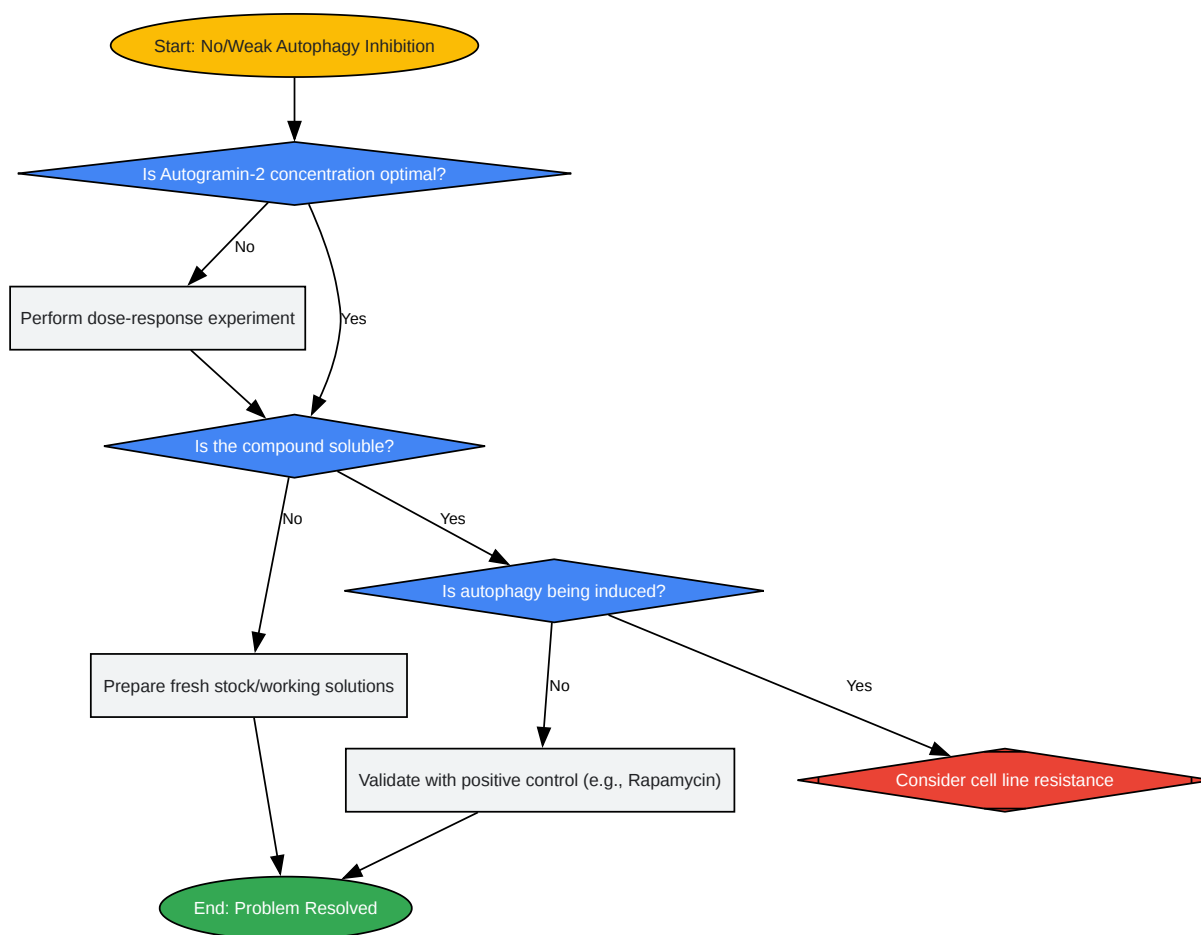 Start: No/Weak Autophagy Inhibition
Is Autogramin-2 concentration optimal?
No
Perform dose-response experiment
Yes
Is the compound soluble?
No
Yes
Is autophagy being induced?
Prepare fresh stock/working solutions
No
Yes
Validate with positive control (e.g., Rapamycin)
Consider cell line resistance
End: Problem Resolved